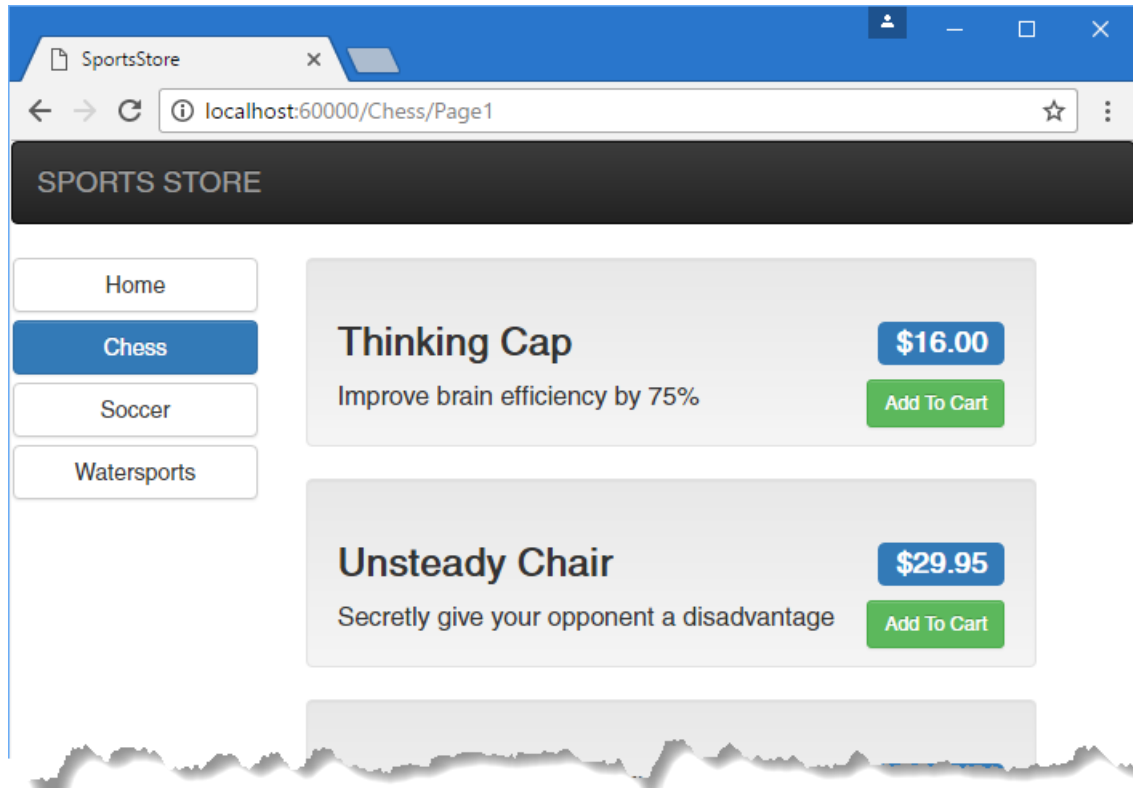 SportsStore
localhost:60000/Chess/Page1
SPORTS STORE
Home
Chess
Soccer
Watersports
Thinking Cap
$16.00
Improve brain efficiency by 75%
Add To Cart
Unsteady Chair
$29.95
Secretly give your opponent a disadvantage
Add To Cart